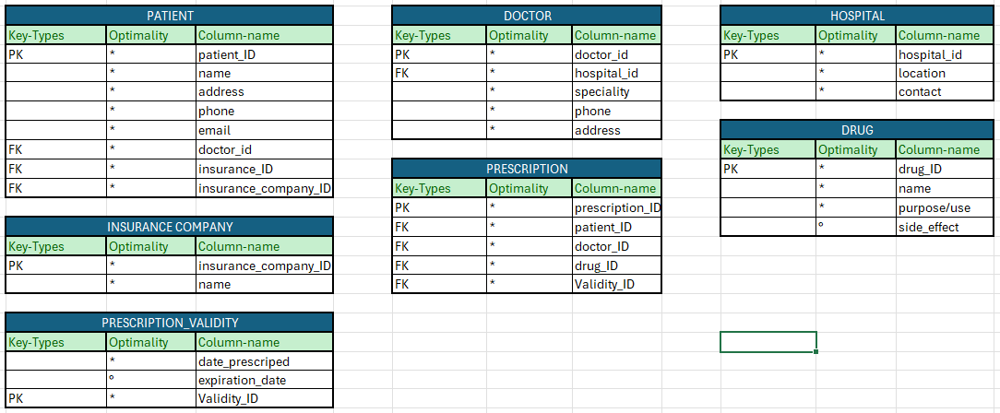 PATIENT
Key-Types Optimality Column-name
PK * patient_ID
* name
* address
* phone
* email
FK * doctor_id
FK * insurance_ID
FK * insurance_company_ID
INSURANCE COMPANY
Key-Types Optimality Column-name
PK * insurance_company_ID
* name
PRESCRIPTION_VALIDITY
Key-Types Optimality Column-name
* date_prescriped
º expiration_date
PK * Validity_ID
DOCTOR
Key-Types Optimality Column-name
PK * doctor_id
FK * hospital_id
* speciality
* phone
* address
PRESCRIPTION
Key-Types Optimality Column-name
PK * prescription_ID
FK * patient_ID
FK * doctor_ID
FK * drug_ID
FK * Validity_ID
HOSPITAL
Key-Types Optimality Column-name
PK * hospital_id
* location
* contact
DRUG
Key-Types Optimality Column-name
PK * drug_ID
* name
* purpose/use
º side_effect